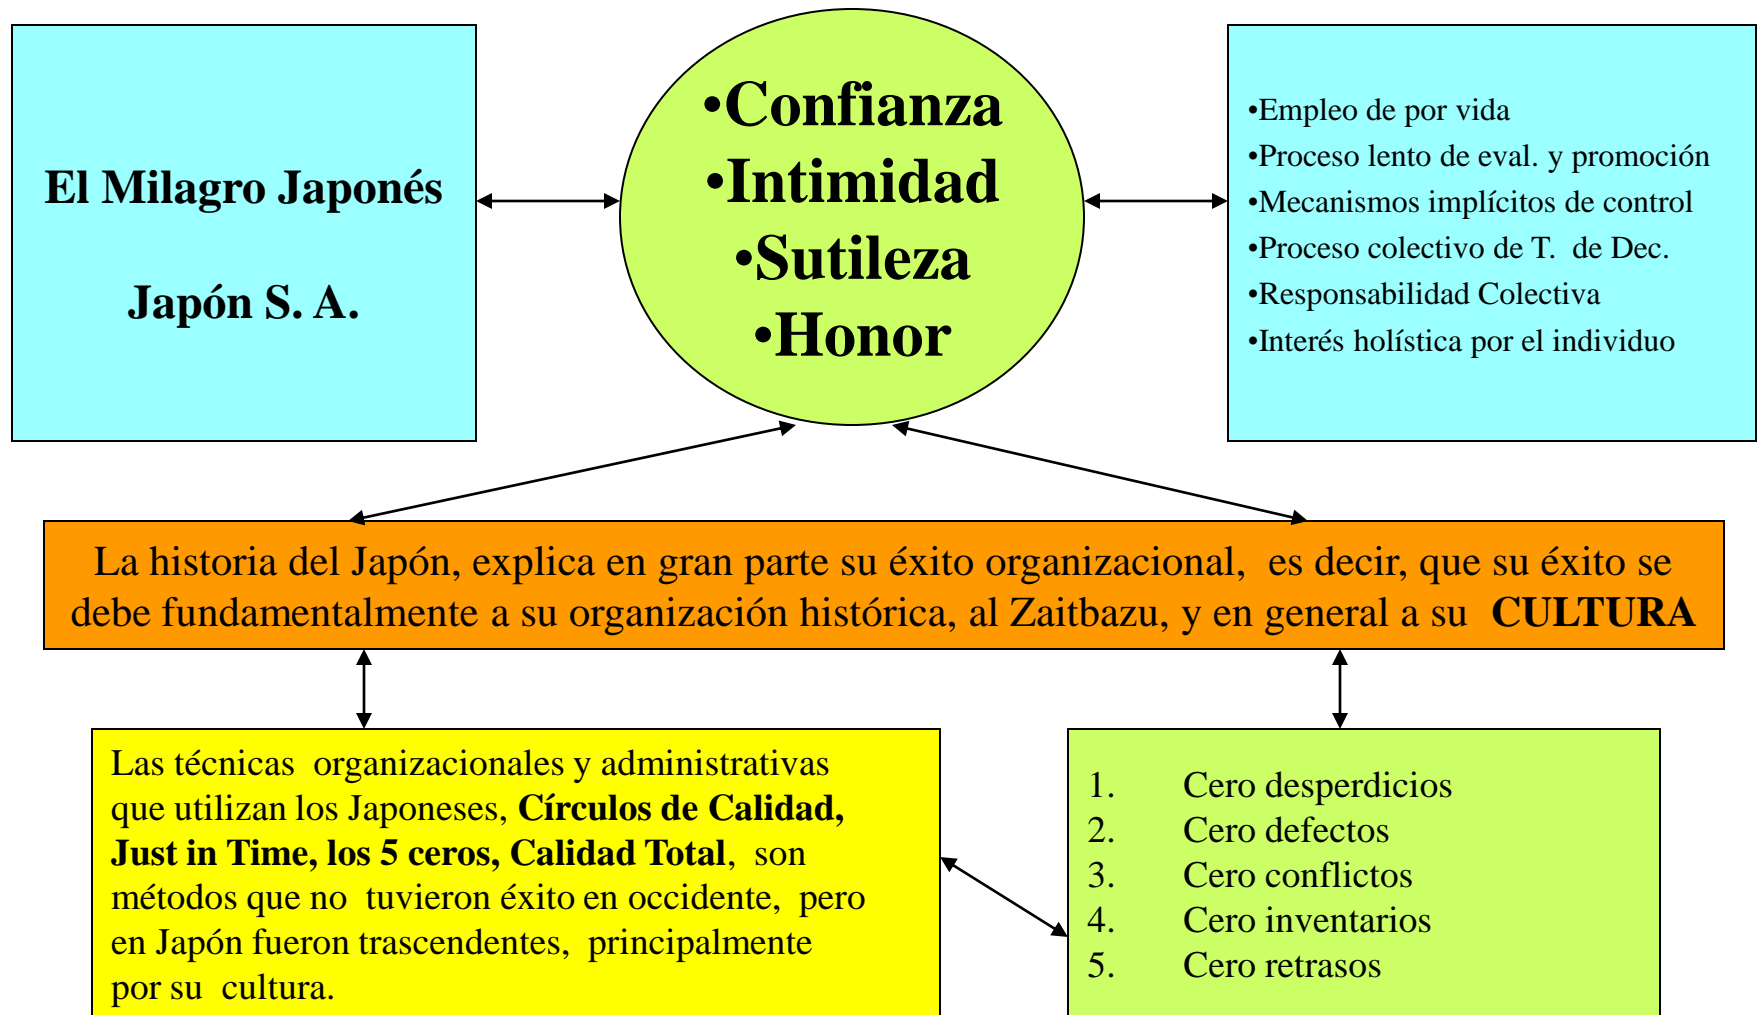 El Milagro Japonés
Japón S. A.
•Confianza
•Intimidad
•Sutileza
•Honor
•Empleo de por vida
•Proceso lento de eval. y promoción
•Mecanismos implícitos de control
•Proceso colectivo de T. de Dec.
•Responsabilidad Colectiva
•Interés holística por el individuo
La historia del Japón, explica en gran parte su éxito organizacional, es decir, que su éxito se
debe fundamentalmente a su organización histórica, al Zaitbazu, y en general a su CULTURA
Las técnicas organizacionales y administrativas
que utilizan los Japoneses, Círculos de Calidad,
Just in Time, los 5 ceros, Calidad Total, son
métodos que no tuvieron éxito en occidente, pero
en Japón fueron trascendentes, principalmente
por su cultura.
1. Cero desperdicios
2. Cero defectos
3. Cero conflictos
4. Cero inventarios
5. Cero retrasos